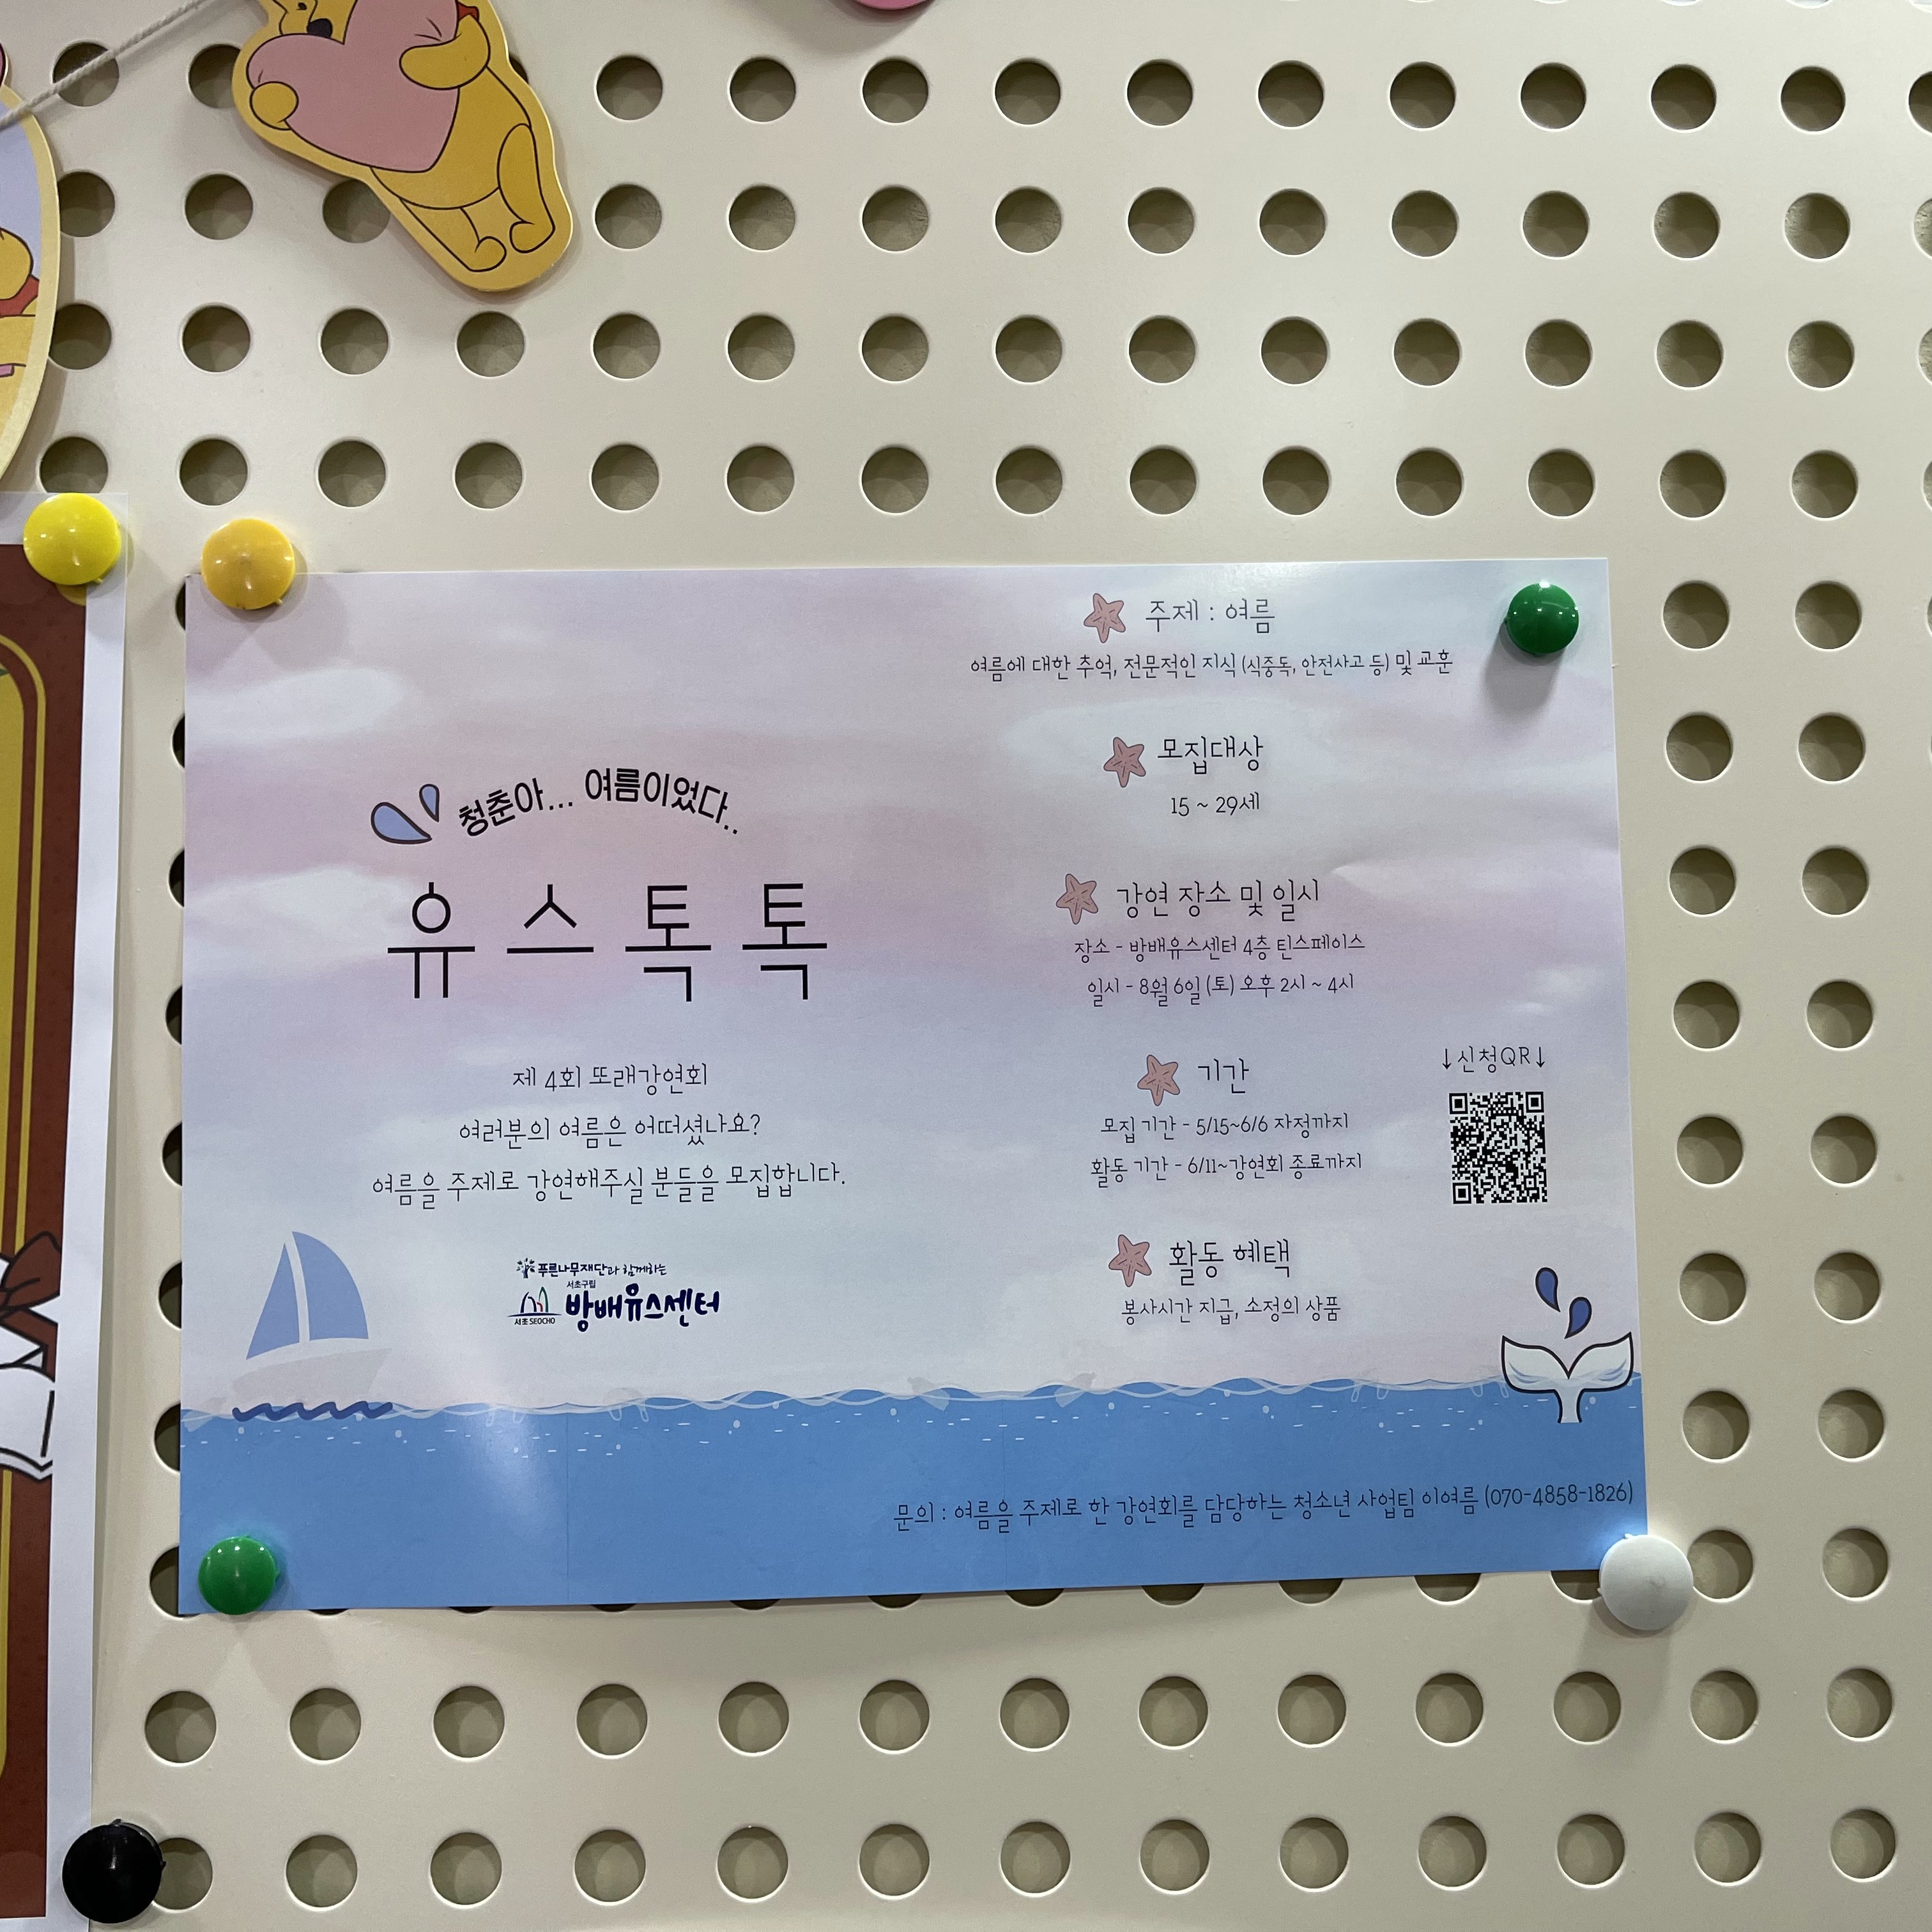 청춘아... 여름이었다..
유스톡톡
제 4회 또래강연회
여러분의 여름은 어떠셨나요?
여름을 주제로 강연해주실 분들을 모집합니다.
푸른나무재단과 함께하는
서초구립
방배유스센터
서초 SEOCHO
주제 : 여름
여름에 대한 추억, 전문적인 지식 (식중독, 안전사고 등) 및 교훈
모집대상
15 ~ 29세
강연 장소 및 일시
장소 - 방배유스센터 4층 틴스페이스
일시 - 8월 6일 (토) 오후 2시 ~ 4시
기간
모집 기간 - 5/15~6/6 자정까지
활동 기간 - 6/11~강연회 종료까지
↓신청QR↓
활동 혜택
봉사시간 지급, 소정의 상품
문의 : 여름을 주제로 한 강연회를 담당하는 청소년 사업팀 이여름 (070-4858-1826)